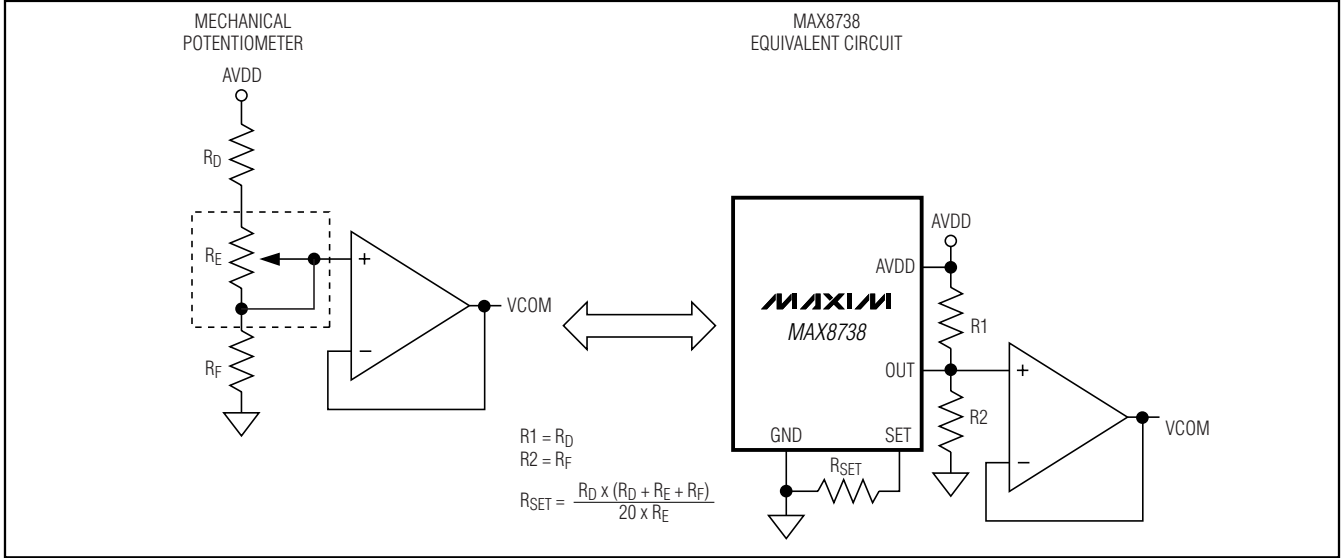 MECHANICAL
POTENTIOMETER
AVDD
RD
RE
+
−
VCOM
RF
R1 = RD
R2 = RF
RSET = RD x (RD + RE + RF)
20 x RE
MAX8738
EQUIVALENT CIRCUIT
AVDD
AVDD
MAXIM
MAX8738
R1
OUT
+
R2
−
VCOM
GND
SET
RSET